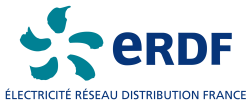 eRDF
ÉLECTRICITÉ RÉSEAU DISTRIBUTION FRANCE